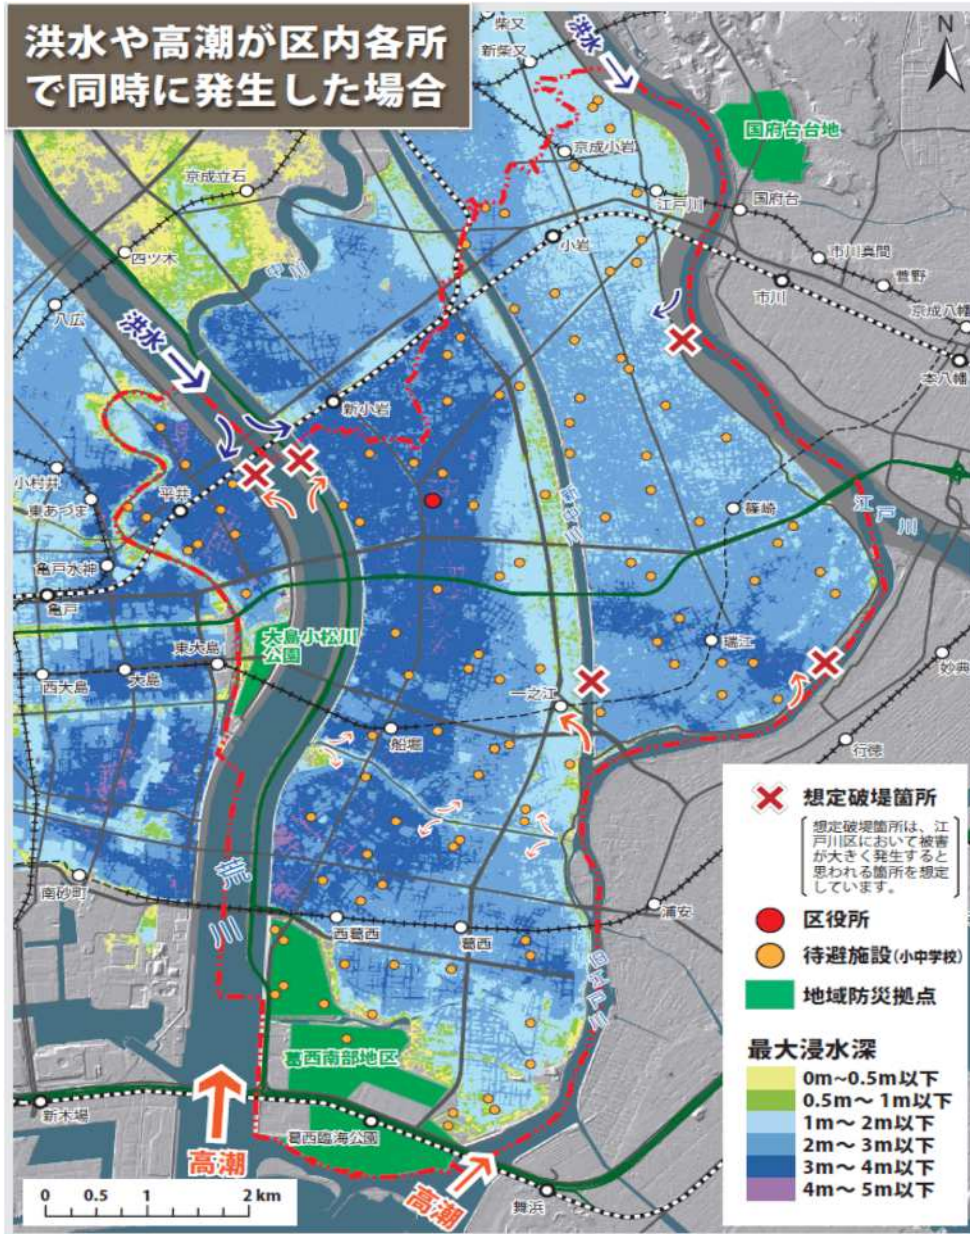 洪水や高潮が区内各所
で同時に発生した場合
柴又
新柴又
洪水
N
国府台台地
京成小岩
京成立石
江戸川
国府台
小岩
四ツ木
中川
市川真間
菅野
市川
京成八幡
八広
本八幡
洪水
新小岩
小村井
東あづま
平井
篠崎
江戸川
新中川
亀戸水神
亀戸
大島小松川
公園
東大島
瑞江
西大島
大島
一之江
妙典
船堀
行徳
荒川
南砂町
西葛西
葛西
浦安
旧江戸川
葛西南部地区
新木場
葛西臨海公園
高潮
高潮
舞浜
0 0.5 1 2 km
想定破堤箇所
想定破堤箇所は、江
戸川区において被害
が大きく発生すると
思われる箇所を想定
しています。
区役所
待避施設(小中学校)
地域防災拠点
最大浸水深
0m~0.5m以下
0.5m～1m以下
1m～2m以下
2m～3m以下
3m～4m以下
4m～5m以下